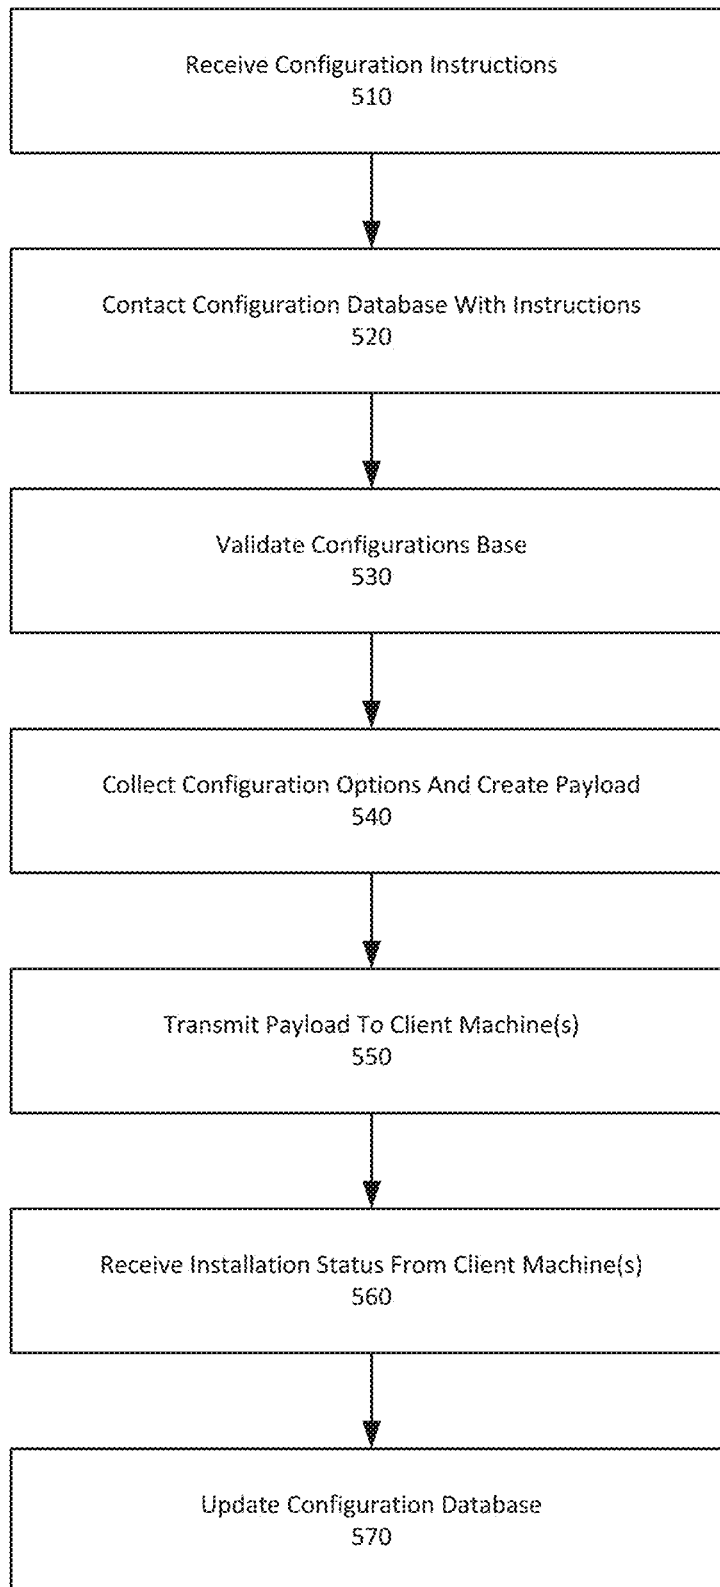 Receive Configuration Instructions
510
Contact Configuration Database With Instructions
520
Validate Configurations Base
530
Collect Configuration Options And Create Payload
540
Transmit Payload To Client Machine(s)
550
Receive Installation Status From Client Machine(s)
560
Update Configuration Database
570